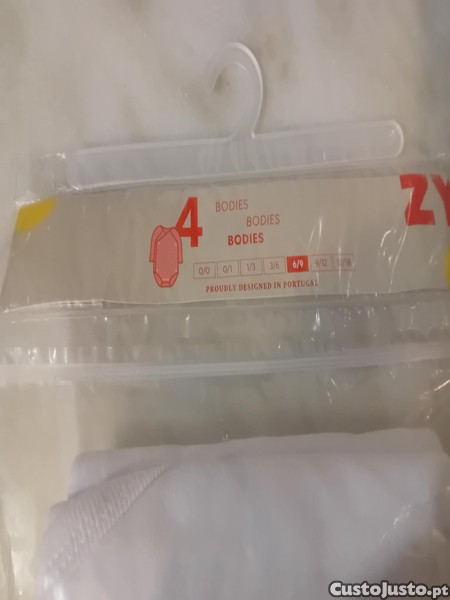 4
BODIES
BODIES
BODIES
ZY
0/0 0/1 1/3 3/6 6/9 9/12
PROUDLY DESIGNED IN PORTUGAL
CustoJusto.pt